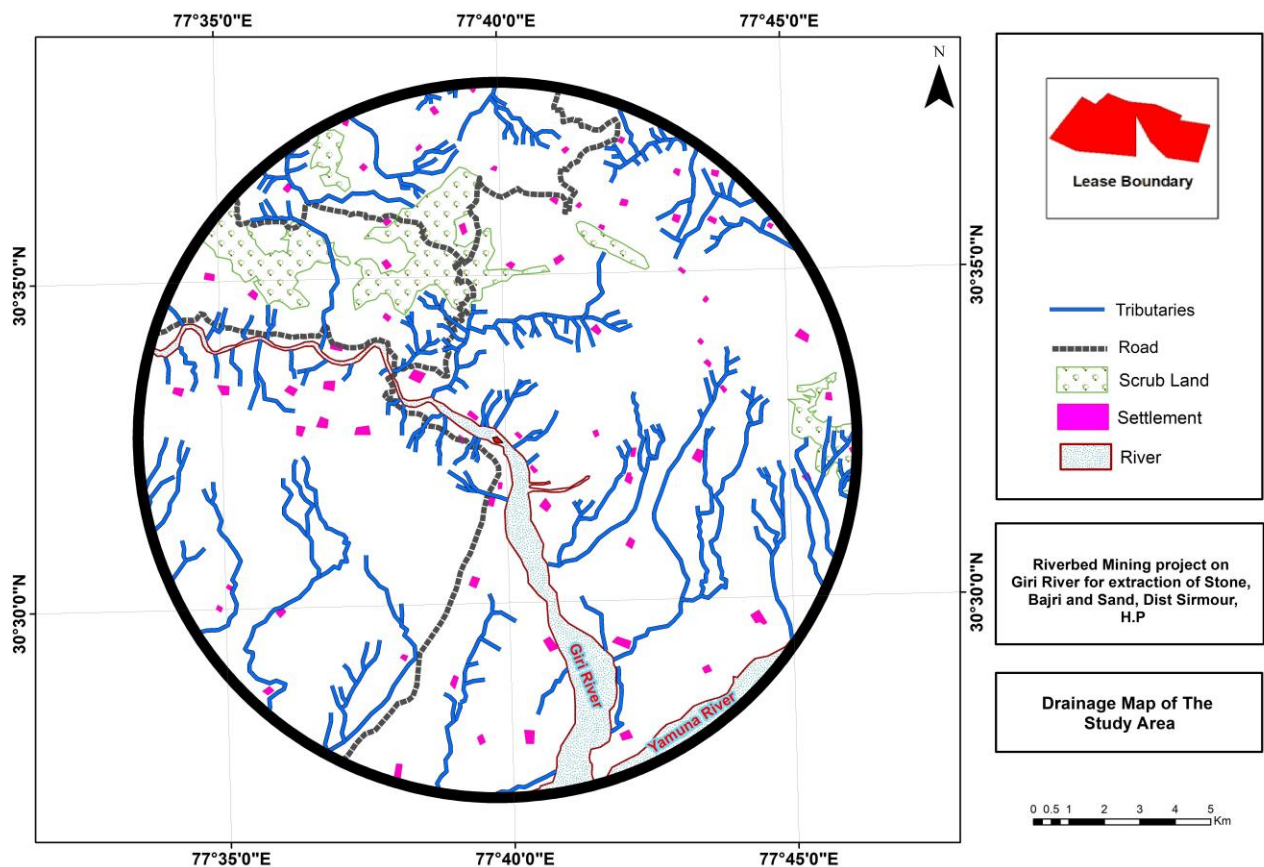 77°35'0"E
77°40'0"E
77°45'0"E
N
30°35'0"N
30°35'0"N
30°30'0"N
30°30'0"N
Giri River
Yamuna River
77°35'0"E
77°40'0"E
77°45'0"E
Lease Boundary
Tributaries
Road
Scrub Land
Settlement
River
Riverbed Mining project on
Giri River for extraction of Stone,
Bajri and Sand, Dist Sirmour,
H.P
Drainage Map of The
Study Area
0 0.5 1 2 3 4 5
Km